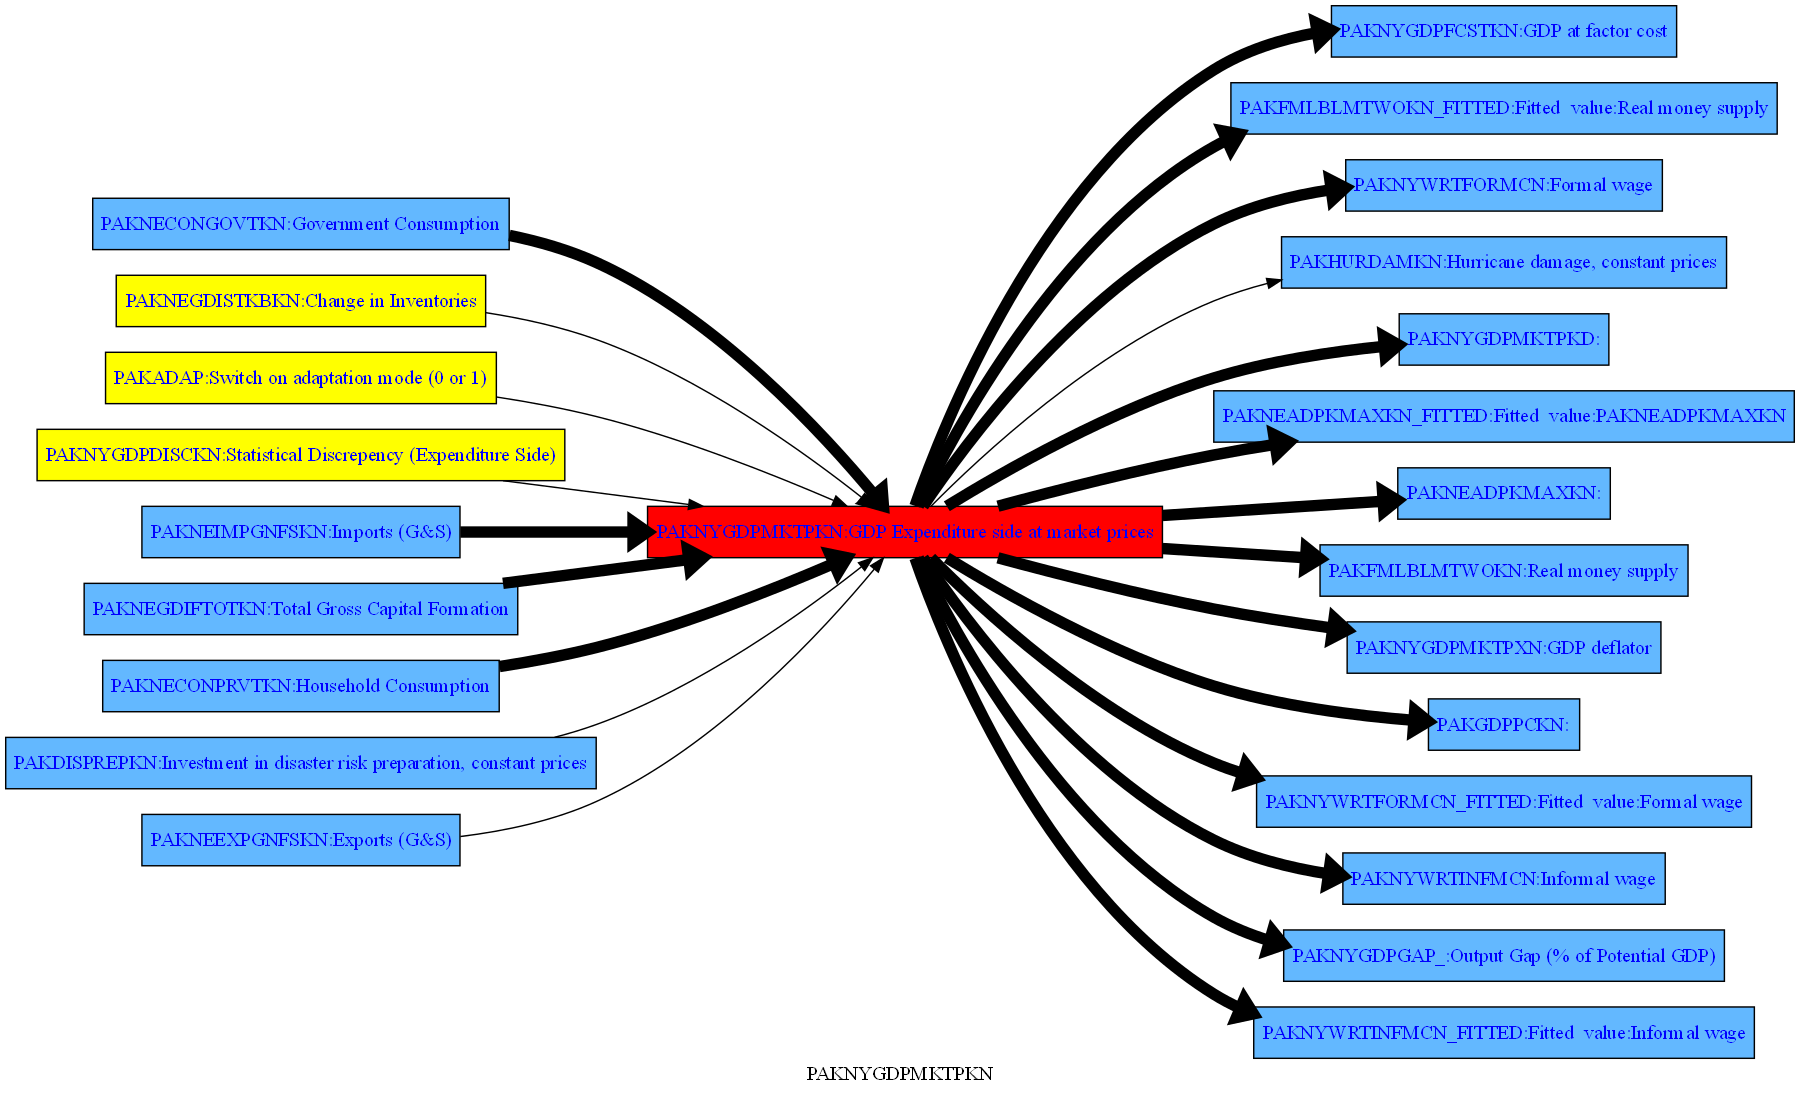 PAKNECONGOVTKN:Government Consumption
PAKNEGDISTKBKN:Change in Inventories
PAKADAP:Switch on adaptation mode (0 or 1)
PAKNYGDPDISCKN:Statistical Discrepency (Expenditure Side)
PAKNEIMPGNFSKN:Imports (G&S)
PAKNEGDIFTOTKN:Total Gross Capital Formation
PAKNECONPRVTKN:Household Consumption
PAKDISPREPKN:Investment in disaster risk preparation, constant prices
PAKNEEXPGNFSKN:Exports (G&S)
PAKNYGDPMKTPKN:GDP Expenditure side at market prices
PAKNYGDPFCSTKN:GDP at factor cost
PAKFMLBLMTWOKN_FITTED:Fitted  value:Real money supply
PAKNYWRTFORMCN:Formal wage
PAKHURDAMKN:Hurricane damage, constant prices
PAKNYGDPMKTPKD:
PAKNEADPKMAXKN_FITTED:Fitted  value:PAKNEADPKMAXKN
PAKNEADPKMAXKN:
PAKFMLBLMTWOKN:Real money supply
PAKNYGDPMKTPXN:GDP deflator
PAKGDPPCKN:
PAKNYWRTFORMCN_FITTED:Fitted  value:Formal wage
PAKNYWRTINFMCN:Informal wage
PAKNYGDPGAP_:Output Gap (% of Potential GDP)
PAKNYWRTINFMCN_FITTED:Fitted  value:Informal wage
PAKNYGDPMKTPKN